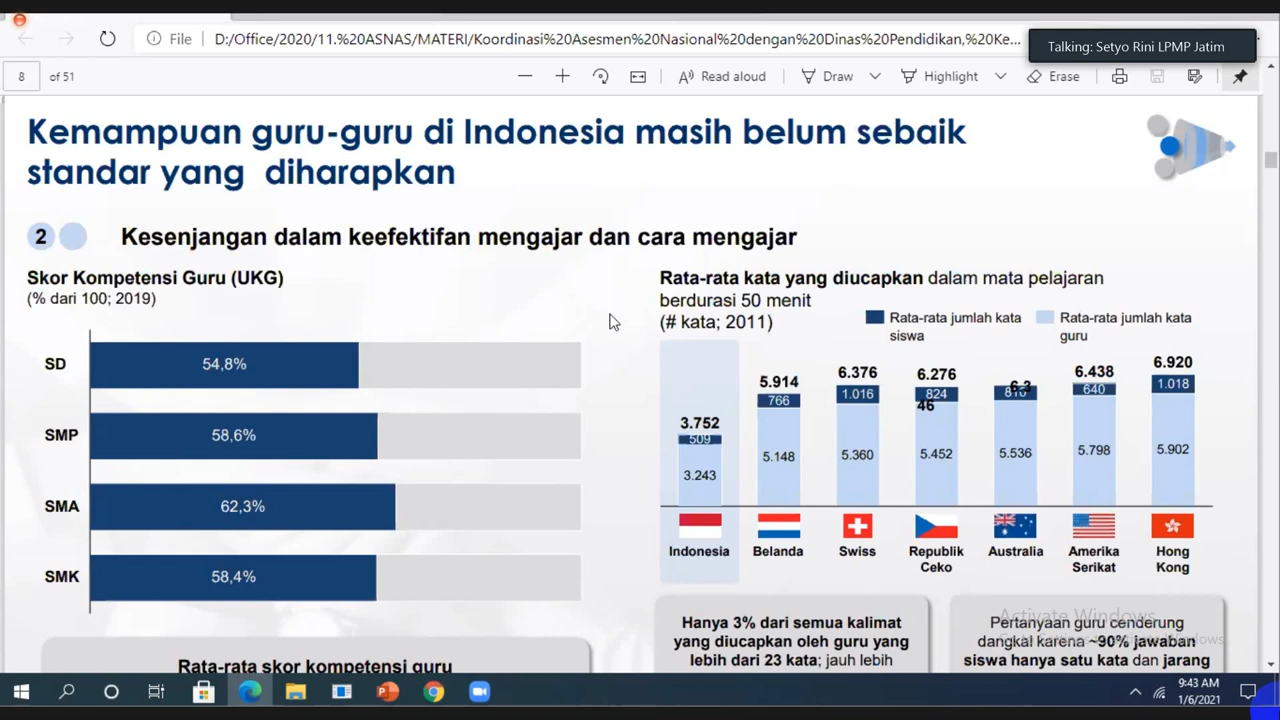 File
D:/Office/2020/11.%20ASNAS/MATERI/Koordinasi%20Asesmen%20Nasional%20dengan%20Dinas%20Pendidikan,%20Ke...
Talking: Setyo Rini LPMP Jatim
8 of 51
Read aloud
Draw
Highlight
Erase
Kemampuan guru-guru di Indonesia masih belum sebaik
standar yang diharapkan
2
Kesenjangan dalam keefektifan mengajar dan cara mengajar
Skor Kompetensi Guru (UKG)
(% dari 100; 2019)
SD 54,8%
SMP 58,6%
SMA 62,3%
SMK 58,4%
Rata-rata skor kompetensi guru
Rata-rata kata yang diucapkan dalam mata pelajaran
berdurasi 50 menit
(# kata; 2011)
Rata-rata jumlah kata
siswa
Rata-rata jumlah kata
guru
3.752
509
3.243
Indonesia
5.914
766
5.148
Belanda
6.376
1.016
5.360
Swiss
6.276
824
5.452
Republik
Ceko
6.3
46
810
5.536
Australia
6.438
640
5.798
Amerika
Serikat
6.920
1.018
5.902
Hong
Kong
Hanya 3% dari semua kalimat
yang diucapkan oleh guru yang
lebih dari 23 kata; jauh lebih
Pertanyaan guru cenderung
dangkal karena ~90% jawaban
siswa hanya satu kata dan jarang
Activate Windows
9:43 AM
1/6/2021